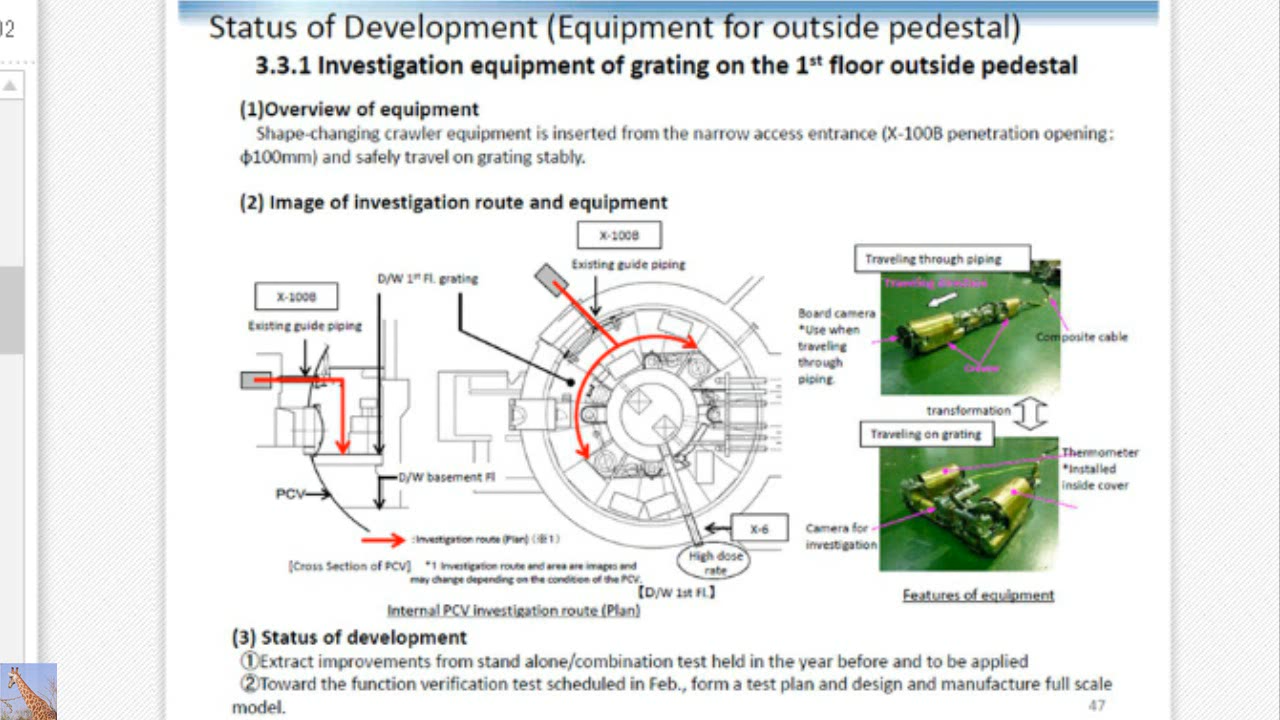 02
Status of Development (Equipment for outside pedestal)
3.3.1 Investigation equipment of grating on the 1st floor outside pedestal
(1)Overview of equipment
Shape-changing crawler equipment is inserted from the narrow access entrance (X-100B penetration opening:
ф100mm) and safely travel on grating stably.
(2) Image of investigation route and equipment
X-100B
Existing guide piping
D/W 1st Fl. grating
X-100B
Existing guide piping
D/W basement Fl
PCV
:Investigation route (Plan) (※1)
[Cross Section of PCV]
*1 Investigation route and area are images and
may change depending on the condition of the PCV.
X-6
High dose
rate
【D/W 1st Fl.】
Internal PCV investigation route (Plan)
Traveling through piping
Board camera
*Use when
traveling
through
piping.
Composite cable
Crawler
transformation
Traveling on grating
Thermometer
*Installed
inside cover
Camera for
investigation
Features of equipment
(3) Status of development
①Extract improvements from stand alone/combination test held in the year before and to be applied
②Toward the function verification test scheduled in Feb., form a test plan and design and manufacture full scale
model.
47